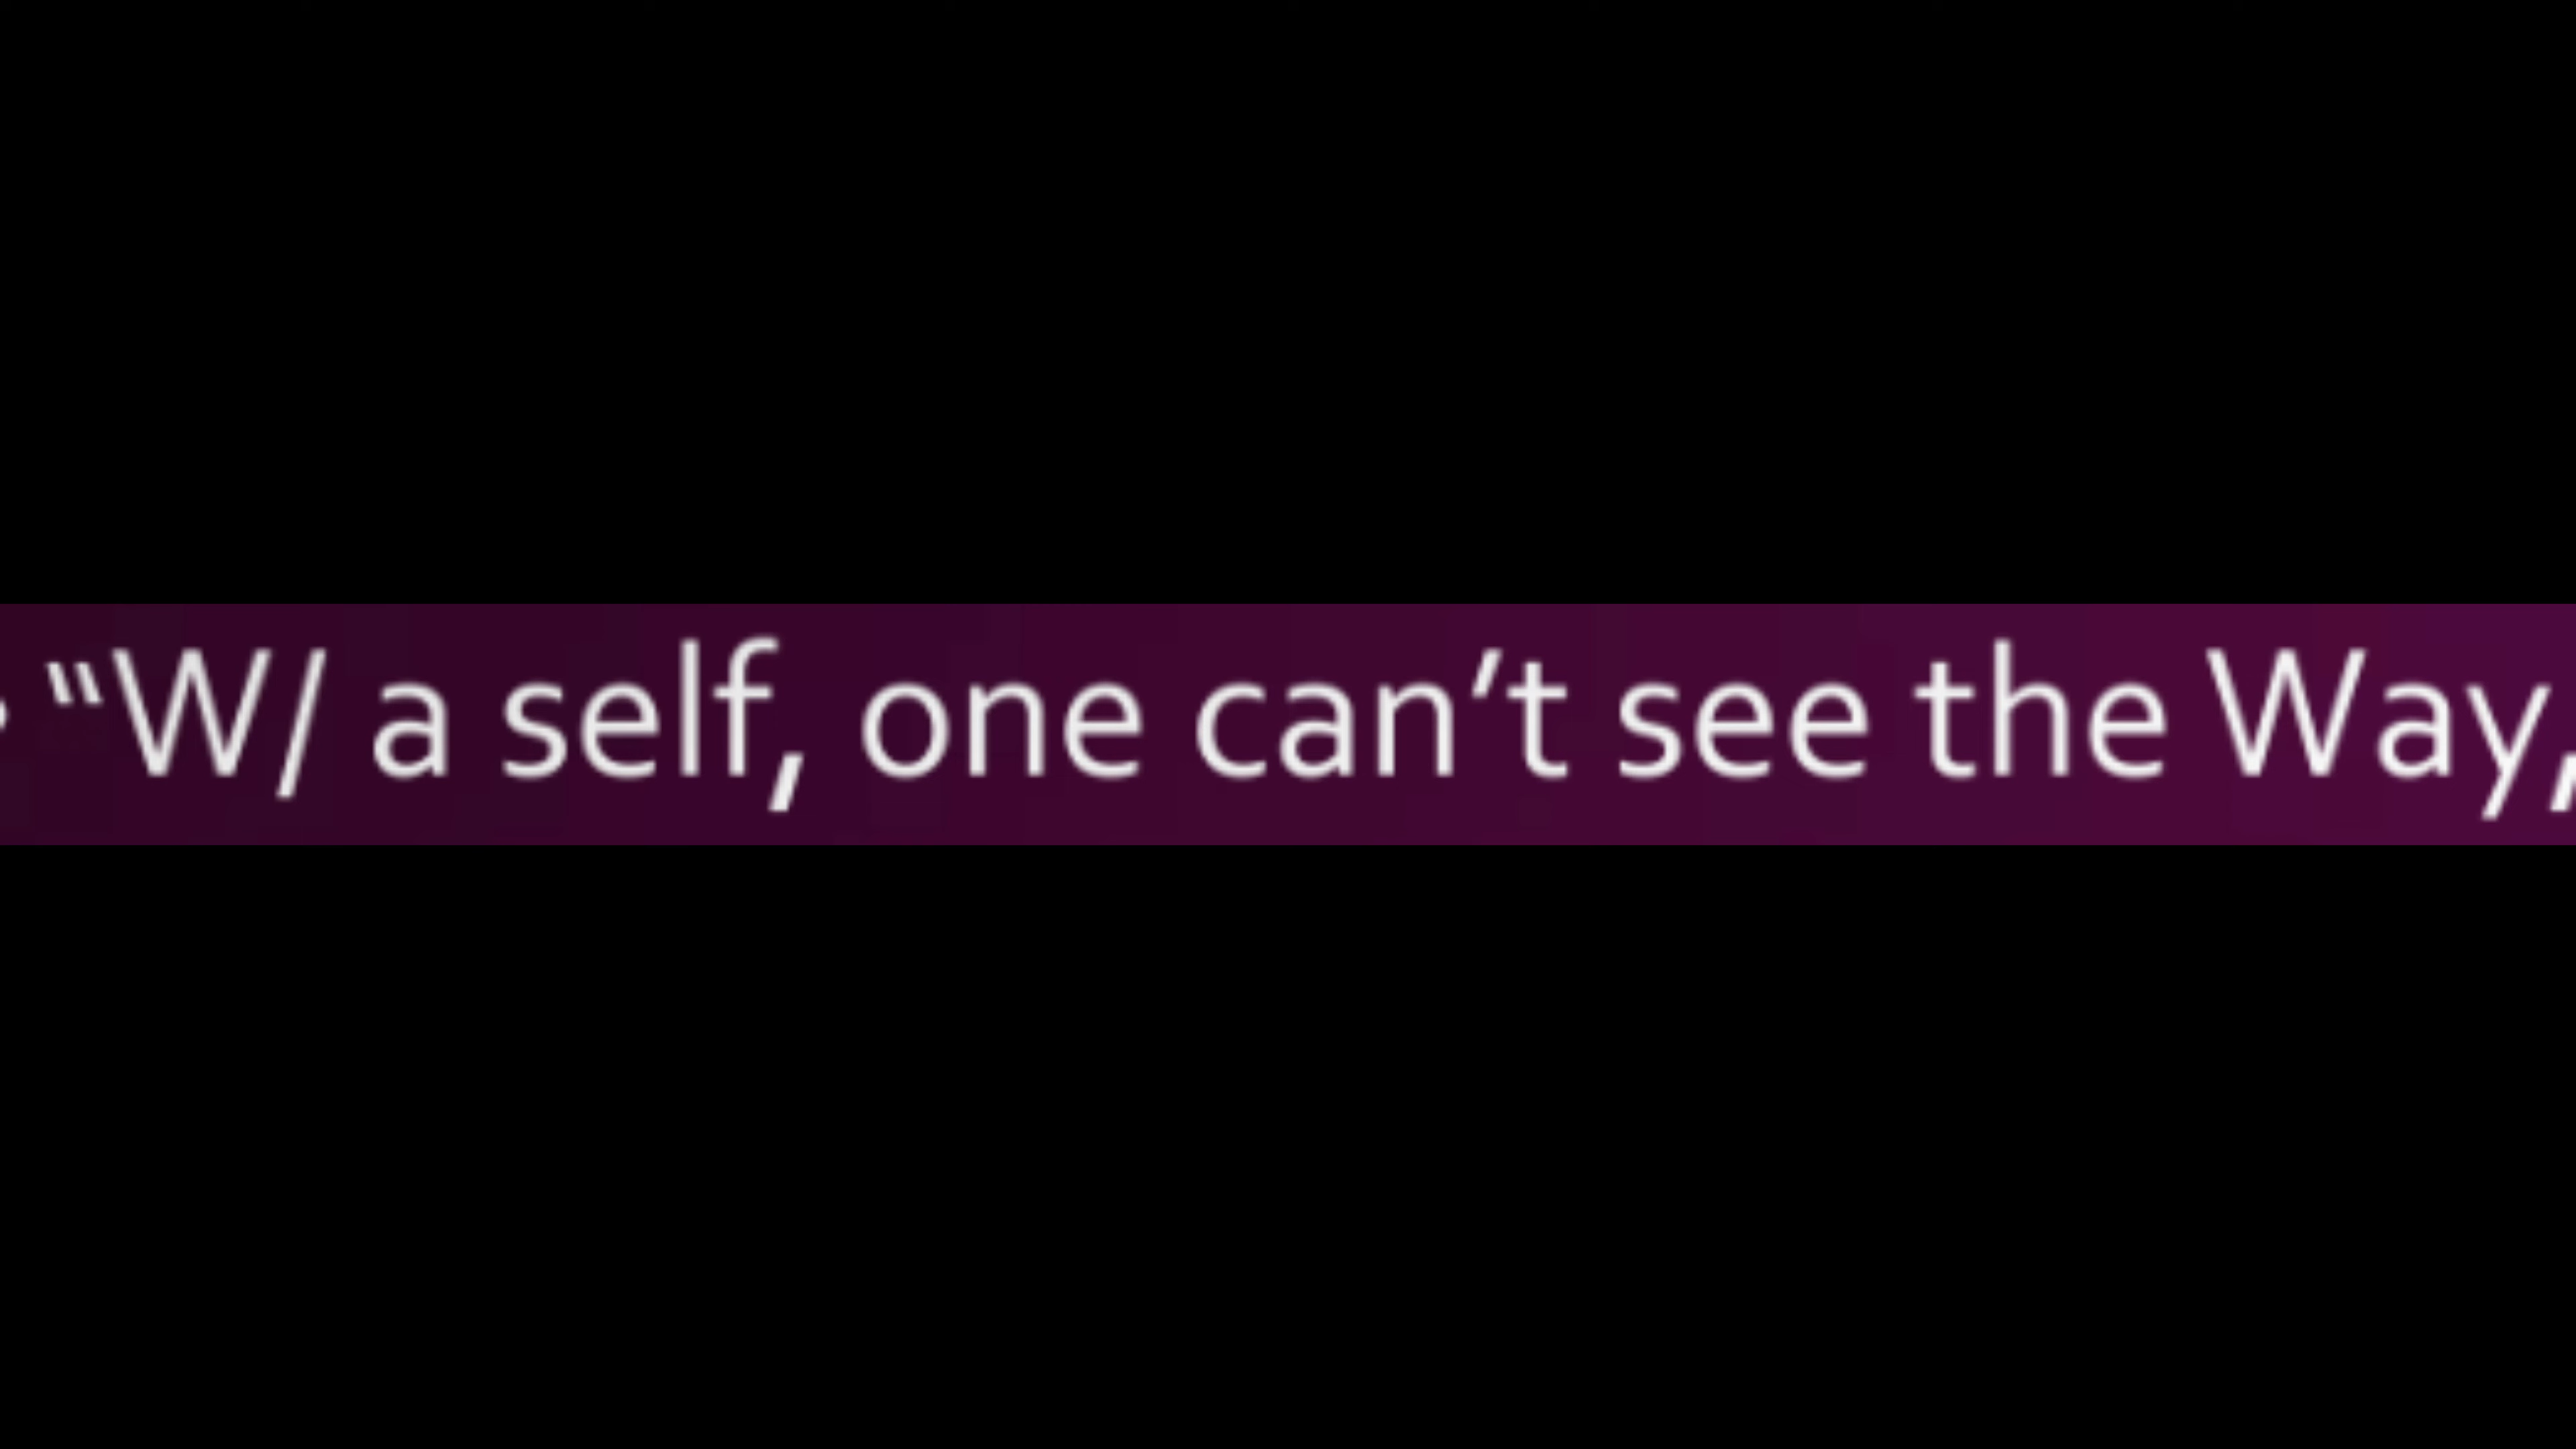 “W/ a self, one can’t see the Way,